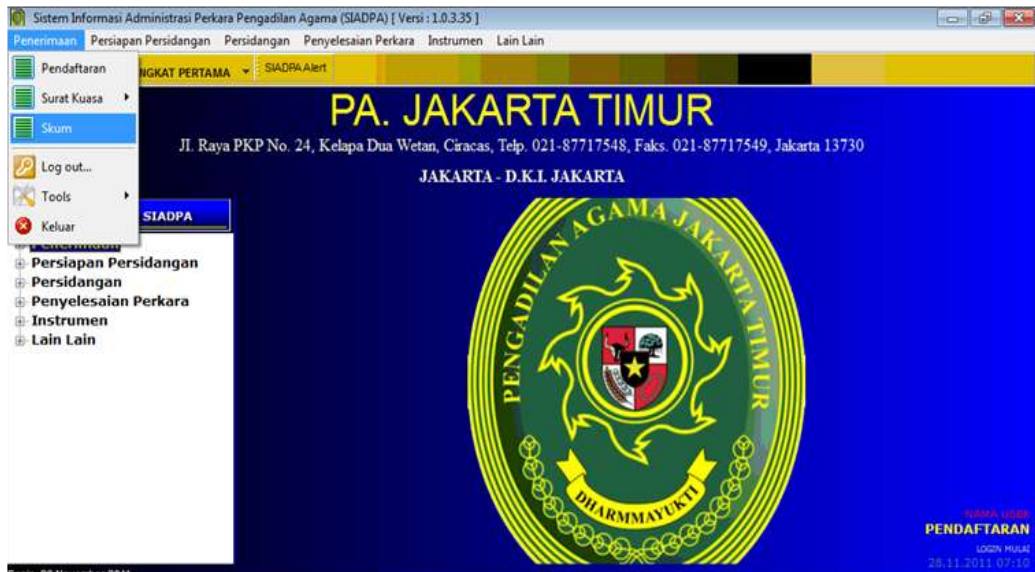 Sistem Informasi Administrasi Perkara Pengadilan Agama (SIADPA) [ Versi : 1.0.3.35 ]
Penerimaan Persiapan Persidangan Persidangan Penyelesaian Perkara Instrumen Lain Lain
Pendaftaran
NGKAT PERTAMA
SIADPA Alert
Surat Kuasa
Skum
Log out...
Tools
Keluar
PA. JAKARTA TIMUR
Jl. Raya PKP No. 24, Kelapa Dua Wetan, Ciracas, Telp. 021-87717548, Faks. 021-87717549, Jakarta 13730
JAKARTA - D.K.I. JAKARTA
SIADPA
Penerimaan
Persiapan Persidangan
Persidangan
Penyelesaian Perkara
Instrumen
Lain Lain
PENGADILAN AGAMA JAKARTA TIMUR
DHARMMAYUKTI
NAMA USER
PENDAFTARAN
LOGIN MULAI
28.11.2011 07:10